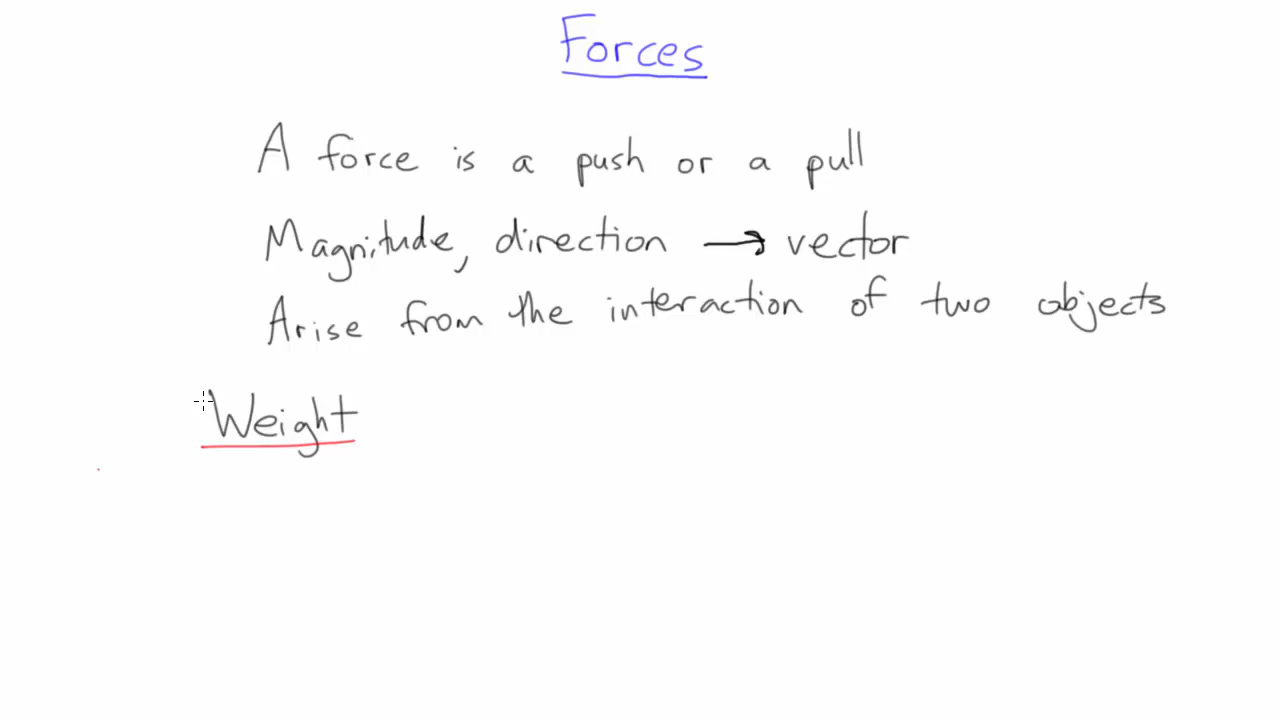 Forces
A force is a push or a pull
Magnitude, direction → vector
Arise from the interaction of two objects
Weight